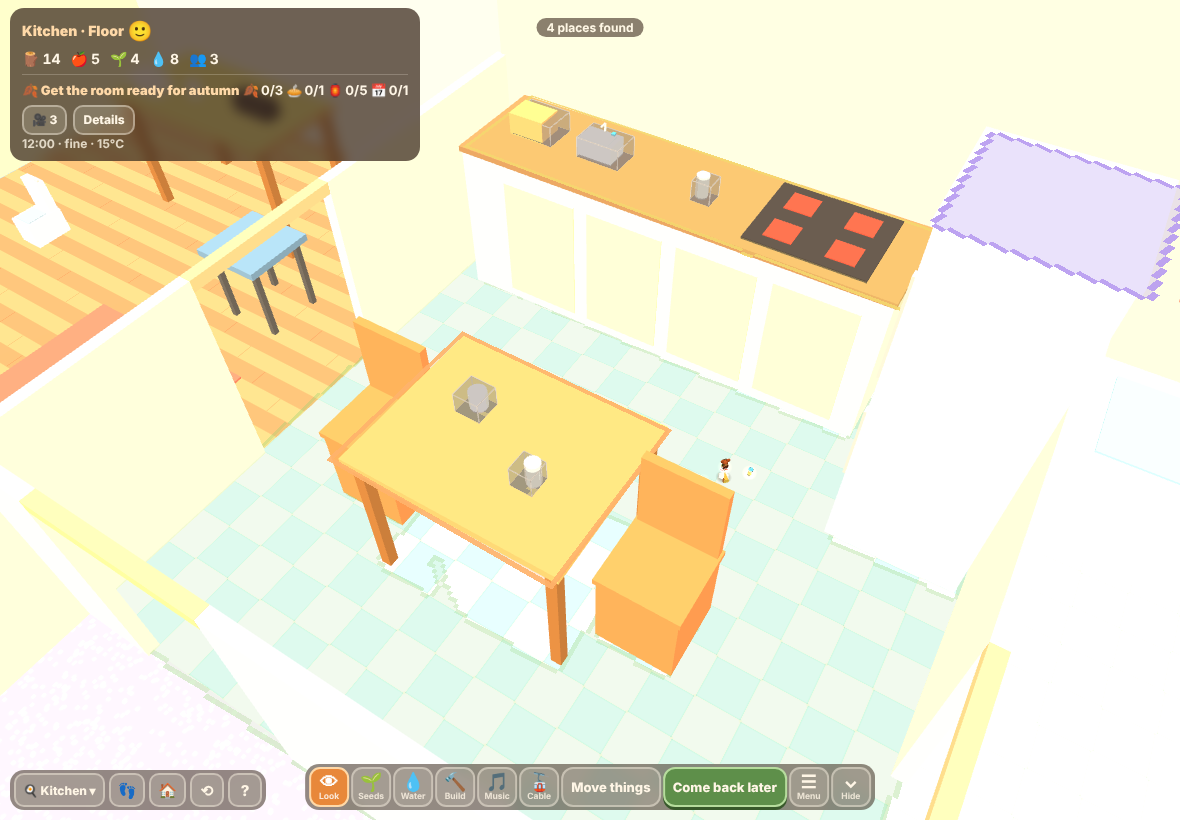 Kitchen · Floor
14 5 4 8 3
Get the room ready for autumn 0/3 0/1 0/5 0/1
3 Details
12:00 · fine · 15°C
4 places found
Kitchen ▾
?
Look Seeds Water Build Music Cable
Move things
Come back later
Menu Hide